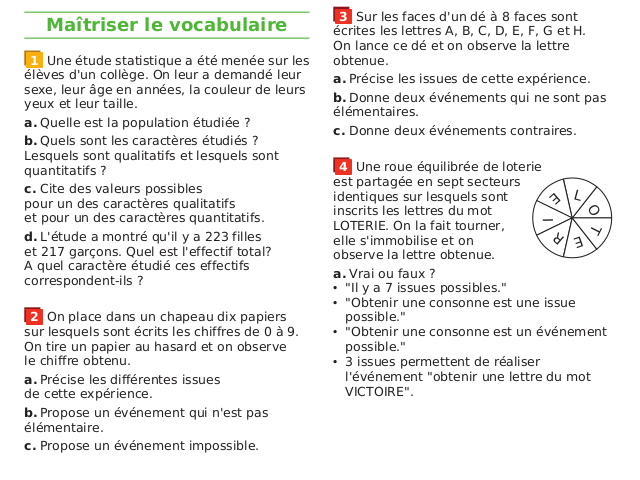 Maîtriser le vocabulaire
1 Une étude statistique a été menée sur les
élèves d'un collège. On leur a demandé leur
sexe, leur âge en années, la couleur de leurs
yeux et leur taille.
a. Quelle est la population étudiée ?
b. Quels sont les caractères étudiés ?
Lesquels sont qualitatifs et lesquels sont
quantitatifs ?
c. Cite des valeurs possibles
pour un des caractères qualitatifs
et pour un des caractères quantitatifs.
d. L'étude a montré qu'il y a 223 filles
et 217 garçons. Quel est l'effectif total?
A quel caractère étudié ces effectifs
correspondent-ils ?
2 On place dans un chapeau dix papiers
sur lesquels sont écrits les chiffres de 0 à 9.
On tire un papier au hasard et on observe
le chiffre obtenu.
a. Précise les différentes issues
de cette expérience.
b. Propose un événement qui n'est pas
élémentaire.
c. Propose un événement impossible.
3 Sur les faces d'un dé à 8 faces sont
écrites les lettres A, B, C, D, E, F, G et H.
On lance ce dé et on observe la lettre
obtenue.
a. Précise les issues de cette expérience.
b. Donne deux événements qui ne sont pas
élémentaires.
c. Donne deux événements contraires.
4 Une roue équilibrée de loterie
est partagée en sept secteurs
identiques sur lesquels sont
inscrits les lettres du mot
LOTERIE. On la fait tourner,
elle s'immobilise et on
observe la lettre obtenue.
L O T E R I E
a. Vrai ou faux ?
• "Il y a 7 issues possibles."
• "Obtenir une consonne est une issue
possible."
• "Obtenir une consonne est un événement
possible."
• 3 issues permettent de réaliser
l'événement "obtenir une lettre du mot
VICTOIRE".